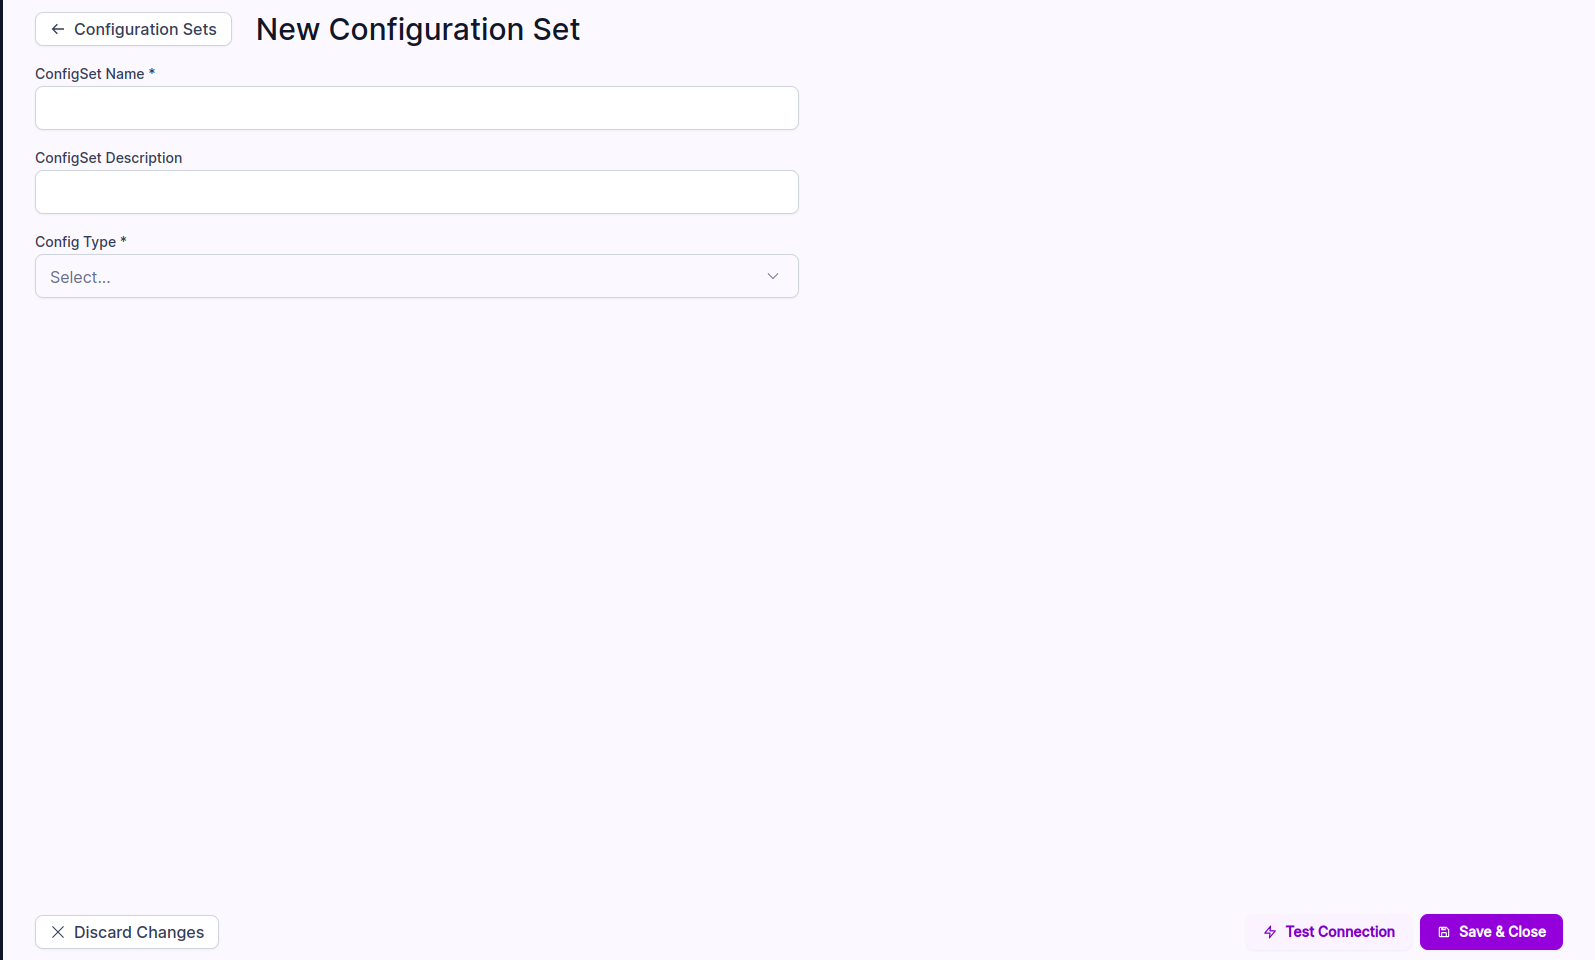 Configuration Sets
New Configuration Set
ConfigSet Name *
ConfigSet Description
Config Type *
Select...
Discard Changes
Test Connection
Save & Close